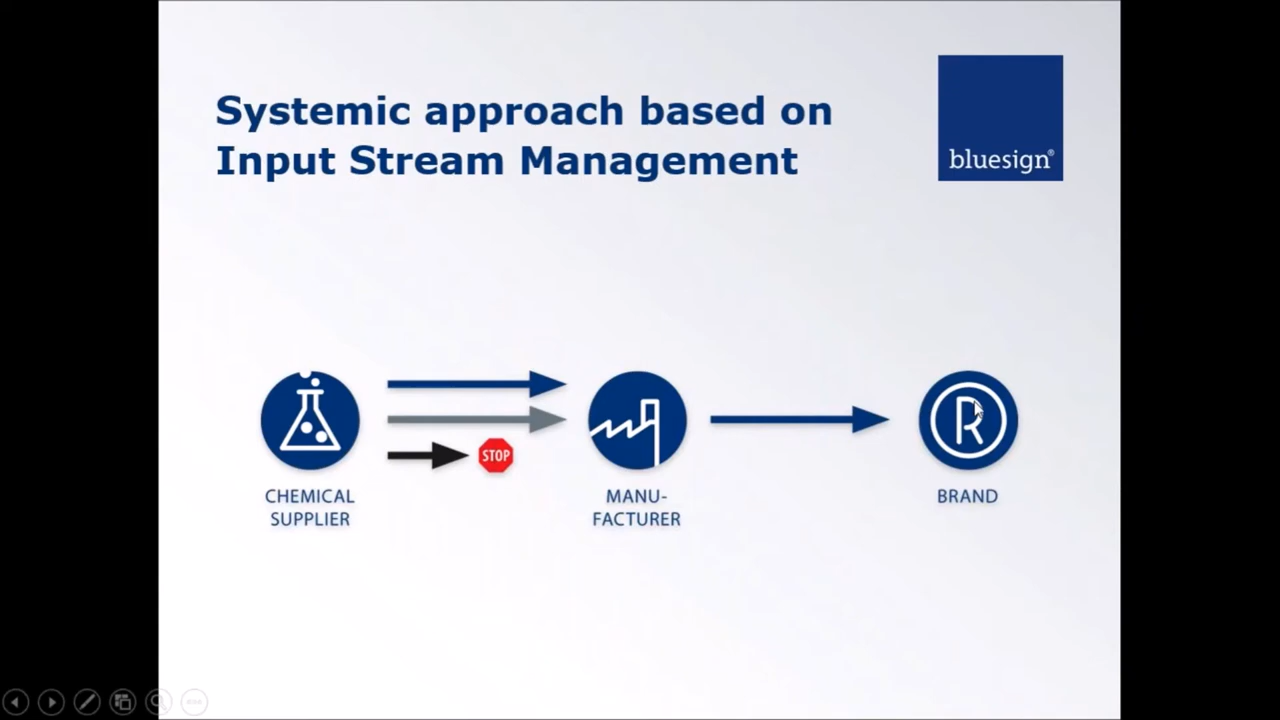 Systemic approach based on
Input Stream Management
bluesign®
STOP
R
CHEMICAL
SUPPLIER
MANU-
FACTURER
BRAND